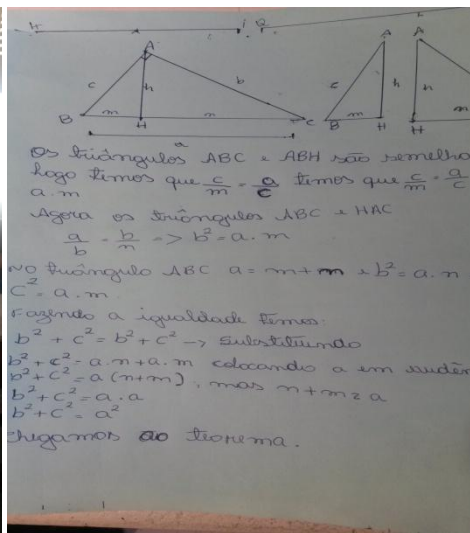 A
A
A
c
b
h
c
h
h
B
m
H
n
C
B
m
H
H
m
a
Os triângulos ABC e ABH são semelha
logo temos que c/m = a/c temos que c/m = a/c
a.m
Agora os triângulos ABC e HAC
a/b = b/n => b² = a.m
No triângulo ABC a = m + m e b² = a.n
c² = a.m
Fazendo a igualdade temos:
b² + c² = b² + c² -> substituindo
b² + c² = a.n + a.m colocando a em evidên
b² + c² = a(n+m), mas n+m = a
b² + c² = a.a
b² + c² = a²
chegamos ao teorema.